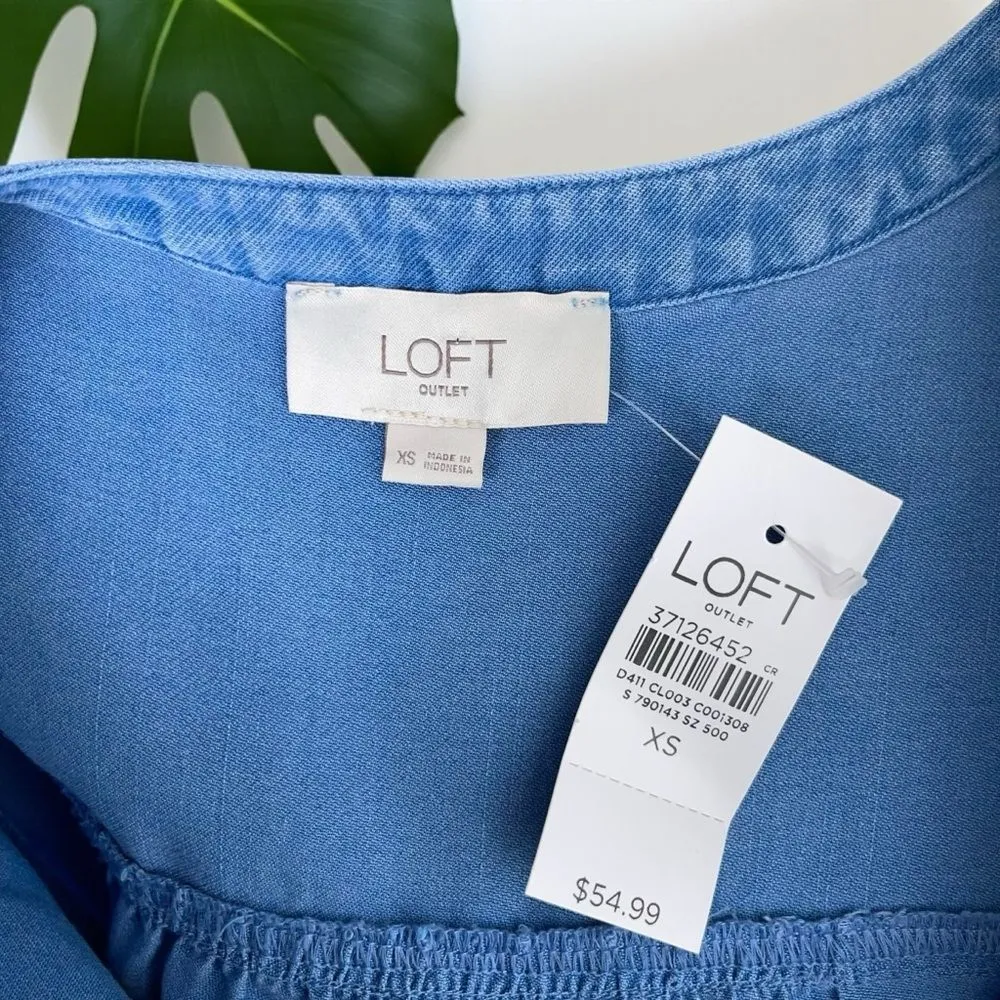 LOFT
OUTLET
XS MADE IN
INDONESIA
LOFT
OUTLET
37126452
CR
D411 CL003 C001308
S 790143 SZ 500
XS
$54.99